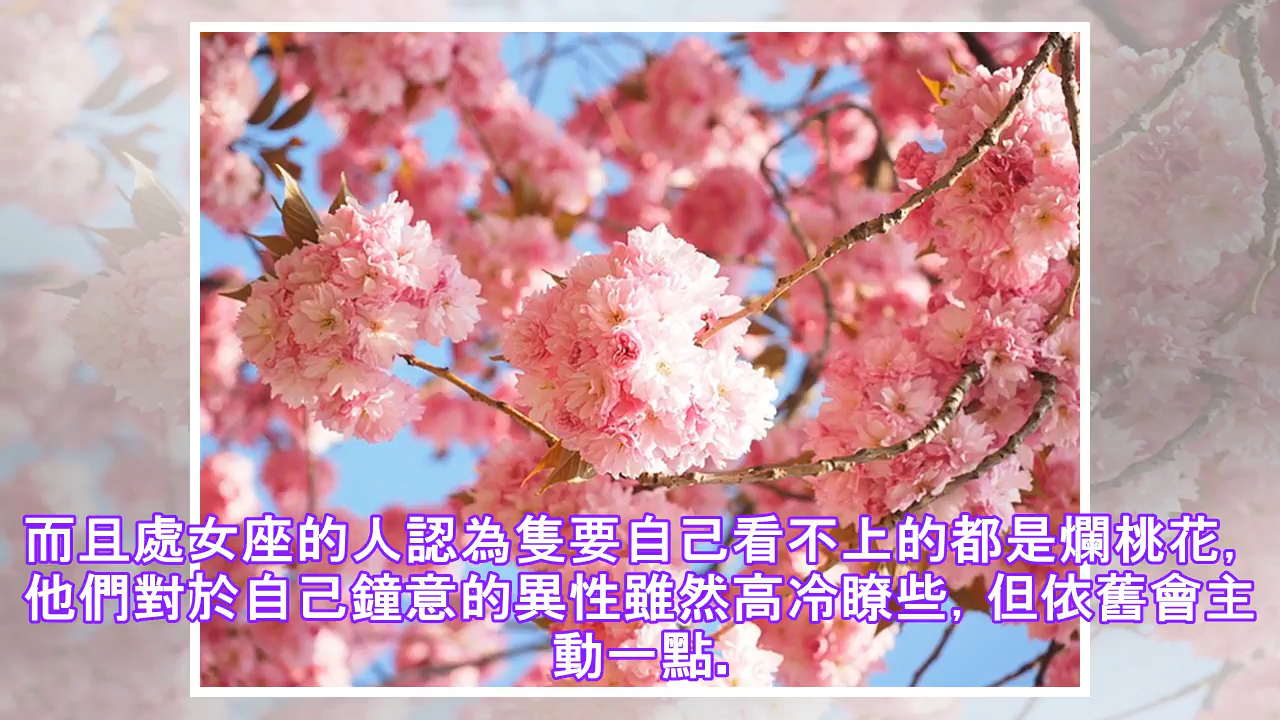 而且處女座的人認為隻要自己看不上的都是爛桃花,
他們對於自己鐘意的異性雖然高冷瞭些, 但依舊會主
動一點.